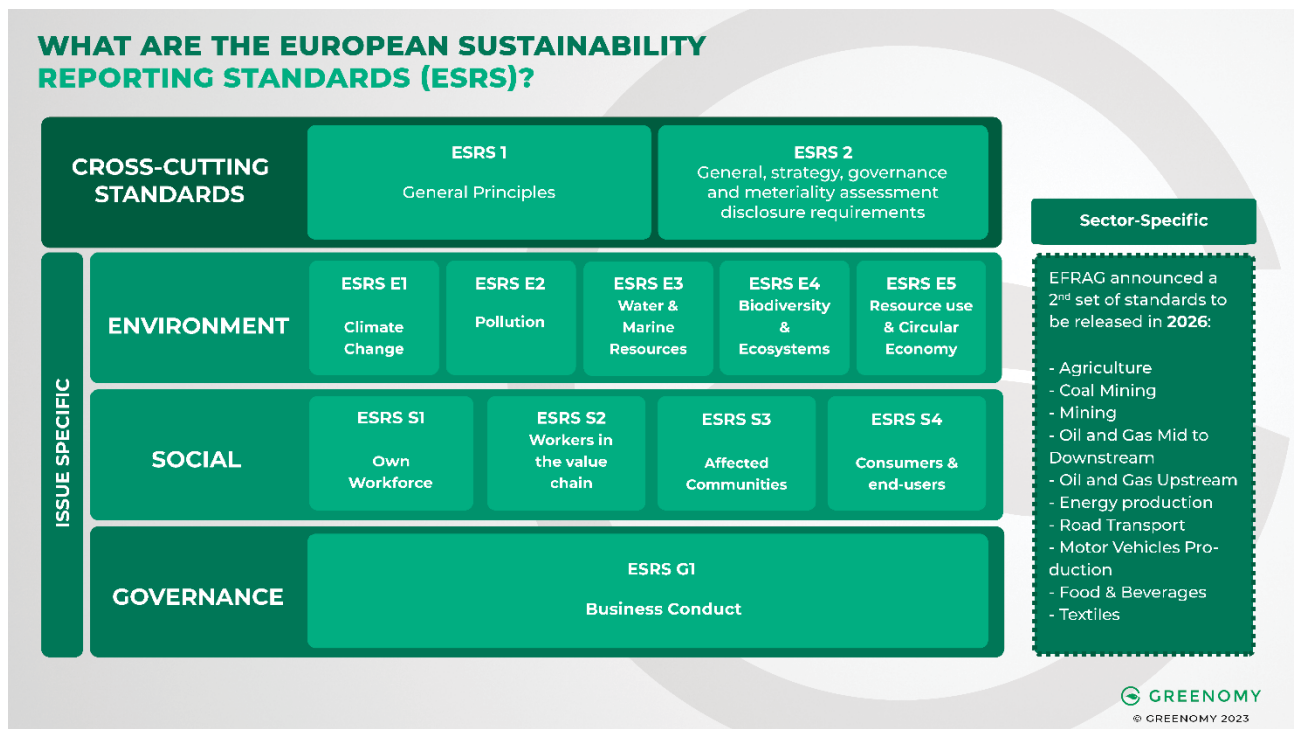 WHAT ARE THE EUROPEAN SUSTAINABILITY
REPORTING STANDARDS (ESRS)?
CROSS-CUTTING
STANDARDS
ESRS 1
General Principles
ESRS 2
General, strategy, governance
and meteriality assessment
disclosure requirements
ISSUE SPECIFIC
ENVIRONMENT
ESRS E1
Climate
Change
ESRS E2
Pollution
ESRS E3
Water &
Marine
Resources
ESRS E4
Biodiversity
&
Ecosystems
ESRS E5
Resource use
& Circular
Economy
SOCIAL
ESRS S1
Own
Workforce
ESRS S2
Workers in
the value
chain
ESRS S3
Affected
Communities
ESRS S4
Consumers &
end-users
GOVERNANCE
ESRS G1
Business Conduct
Sector-Specific
EFRAG announced a
2nd set of standards to
be released in 2026:
- Agriculture
- Coal Mining
- Mining
- Oil and Gas Mid to
Downstream
- Oil and Gas Upstream
- Energy production
- Road Transport
- Motor Vehicles Pro-
duction
- Food & Beverages
- Textiles
GREENOMY
© GREENOMY 2023